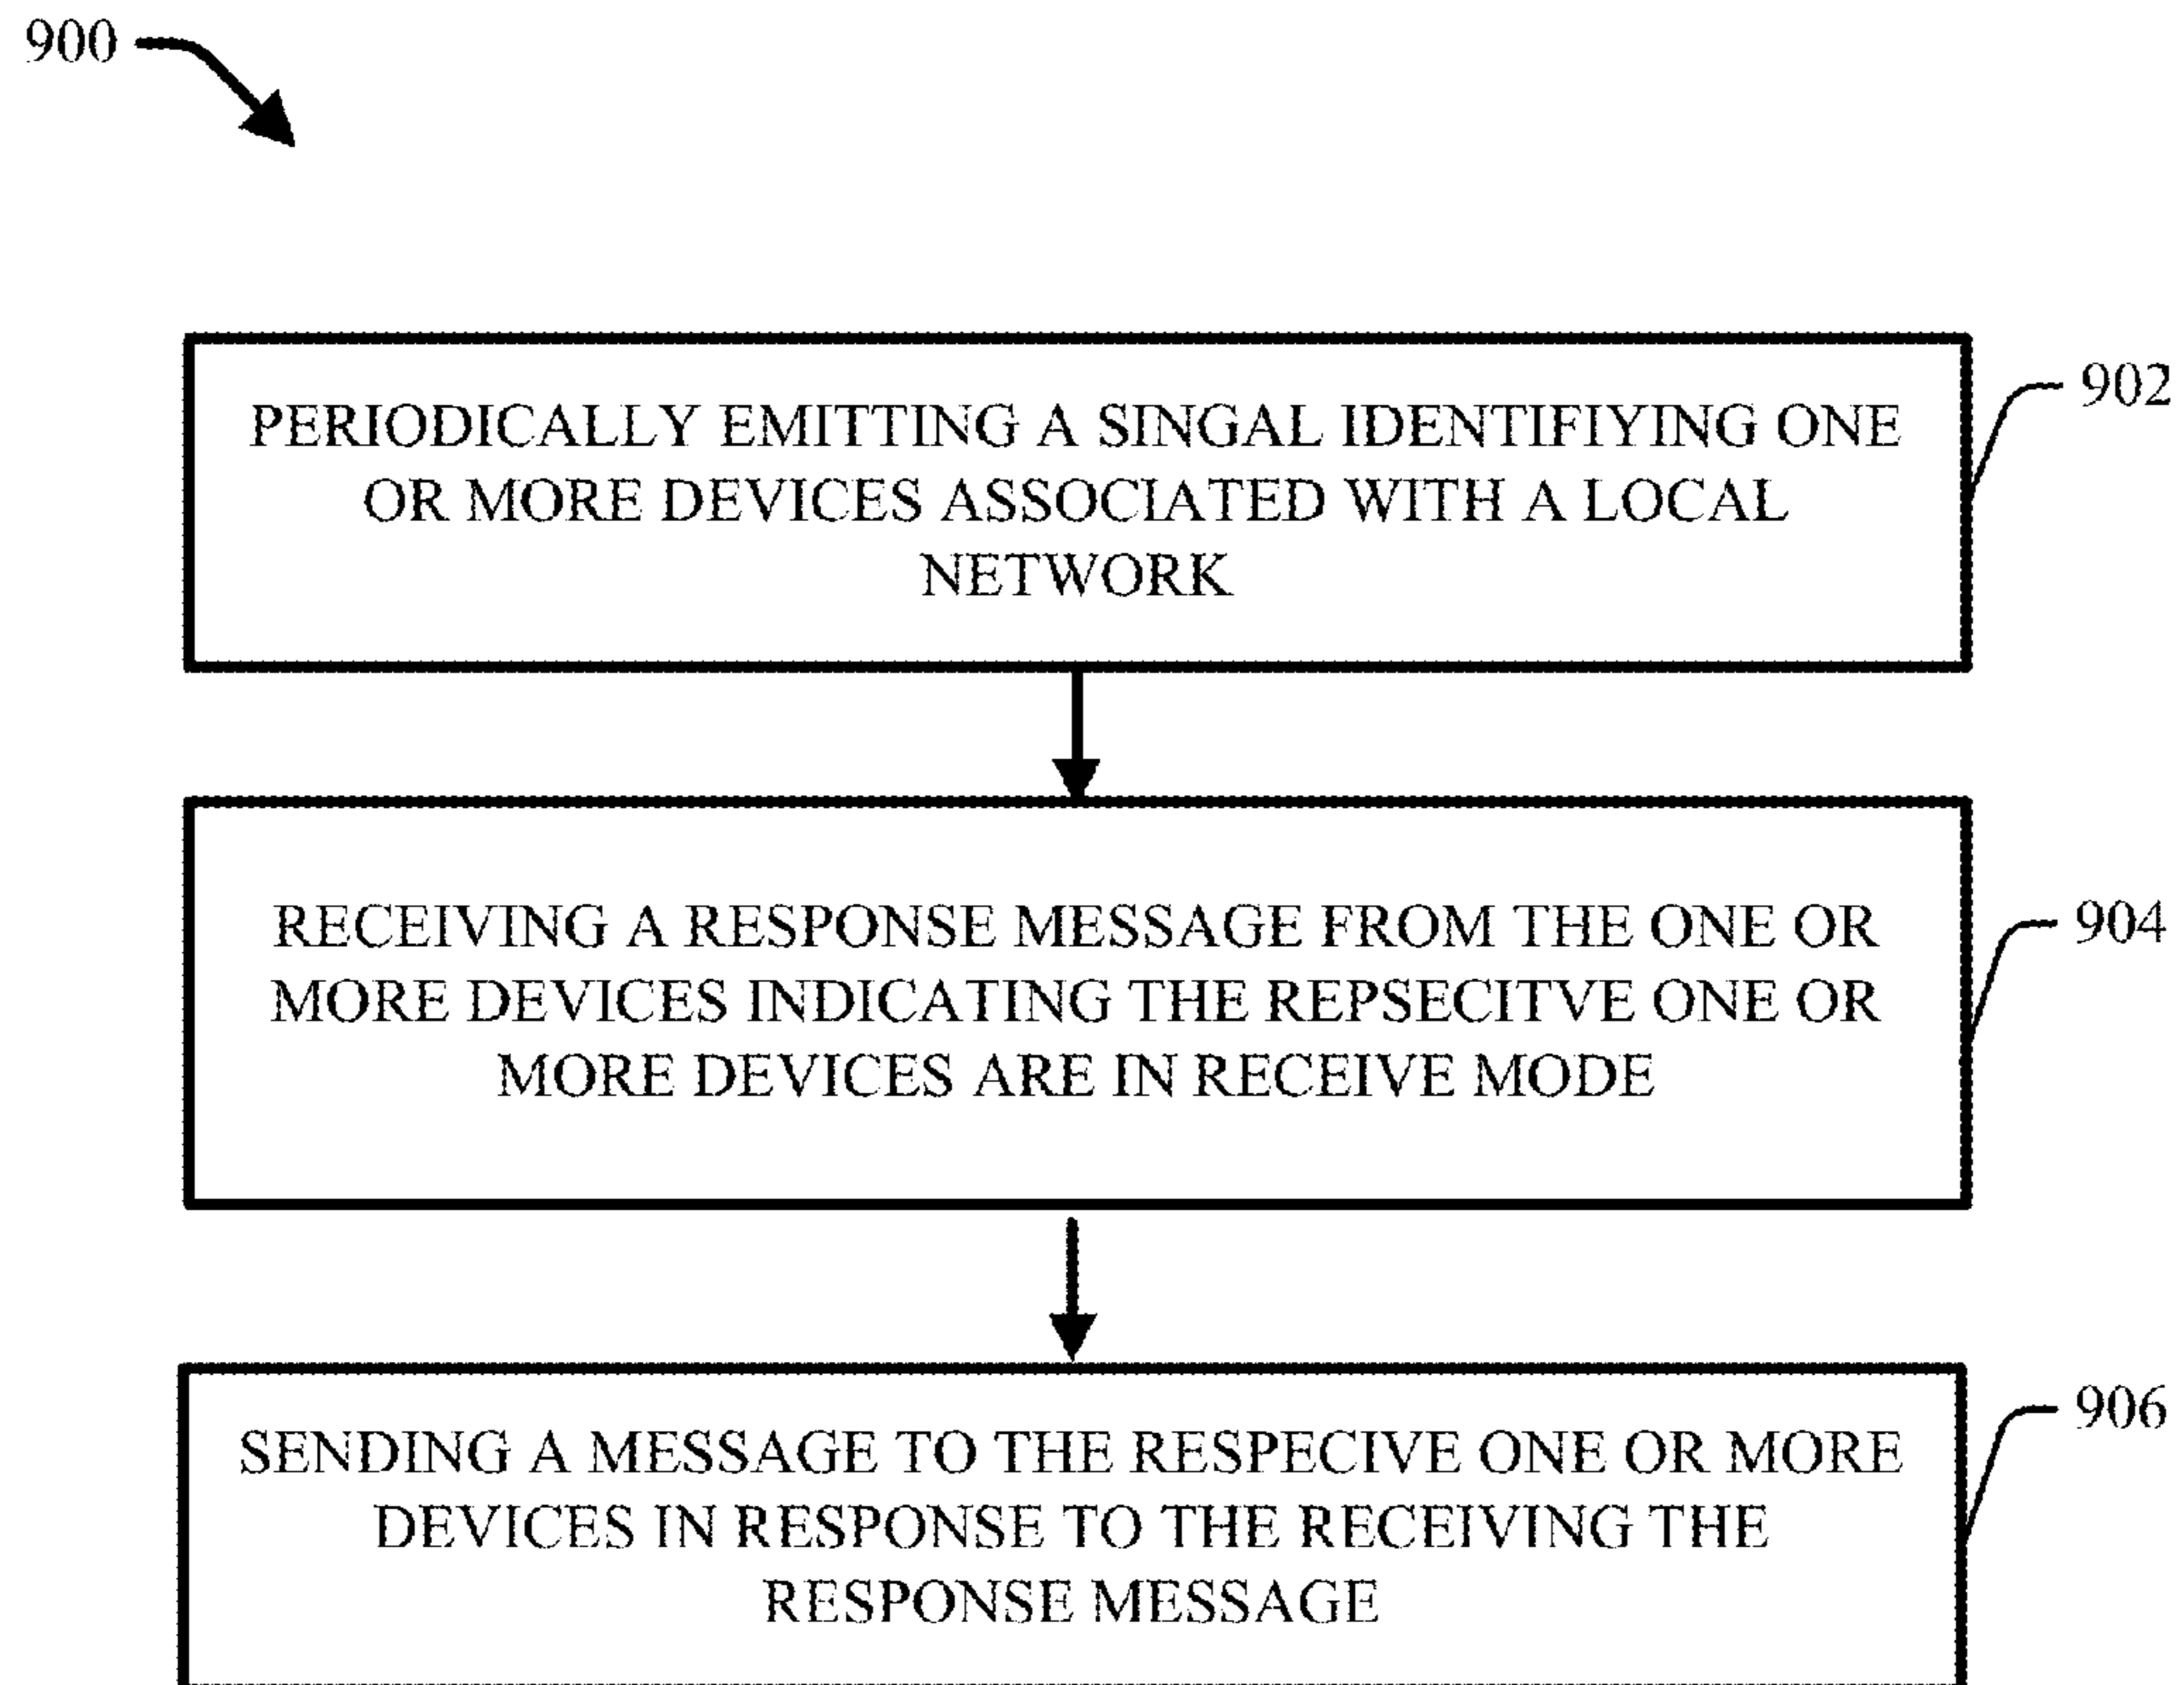 900
PERIODICALLY EMITTING A SINGAL IDENTIFIYING ONE
OR MORE DEVICES ASSOCIATED WITH A LOCAL
NETWORK
902
RECEIVING A RESPONSE MESSAGE FROM THE ONE OR
MORE DEVICES INDICATING THE REPSECITVE ONE OR
MORE DEVICES ARE IN RECEIVE MODE
904
SENDING A MESSAGE TO THE RESPECIVE ONE OR MORE
DEVICES IN RESPONSE TO THE RECEIVING THE
RESPONSE MESSAGE
906